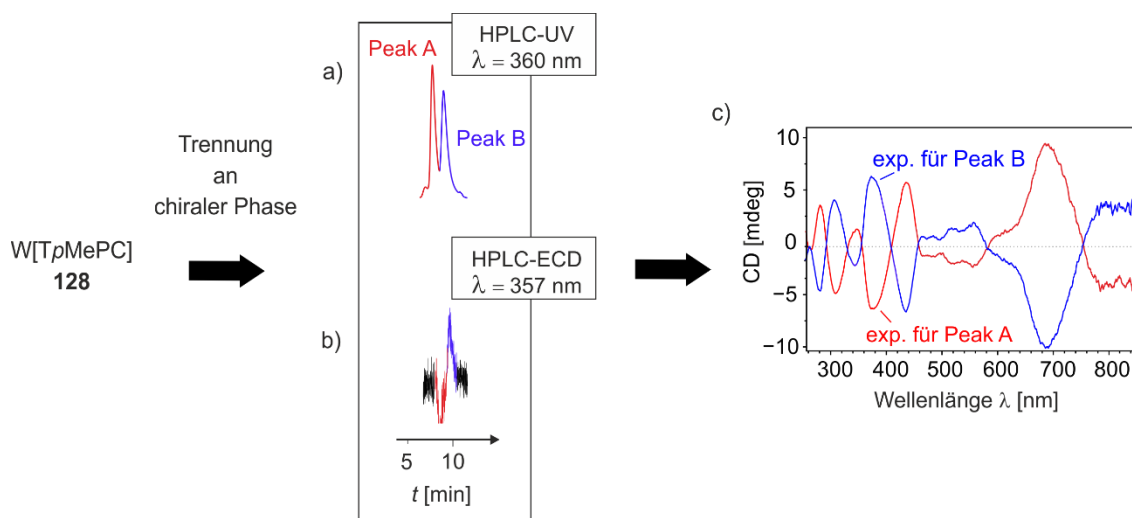 W[TpMePC]
128
Trennung
an
chiraler Phase
a)
Peak A
HPLC-UV
λ = 360 nm
Peak B
b)
HPLC-ECD
λ = 357 nm
5 10
t [min]
c)
CD [mdeg]
10
5
0
−5
−10
exp. für Peak B
exp. für Peak A
300 400 500 600 700 800
Wellenlänge λ [nm]